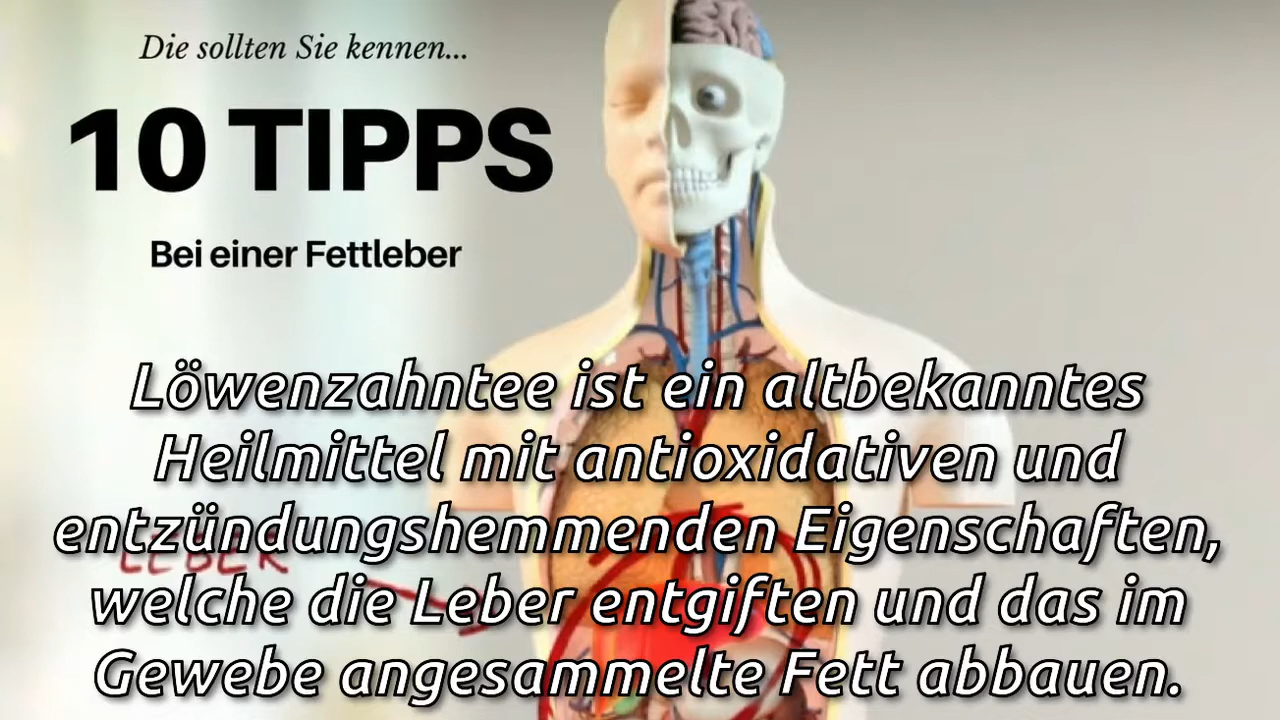 Die sollten Sie kennen...
10 TIPPS
Bei einer Fettleber
Löwenzahntee ist ein altbekanntes
Heilmittel mit antioxidativen und
entzündungshemmenden Eigenschaften,
LEBER
welche die Leber entgiften und das im
Gewebe angesammelte Fett abbauen.